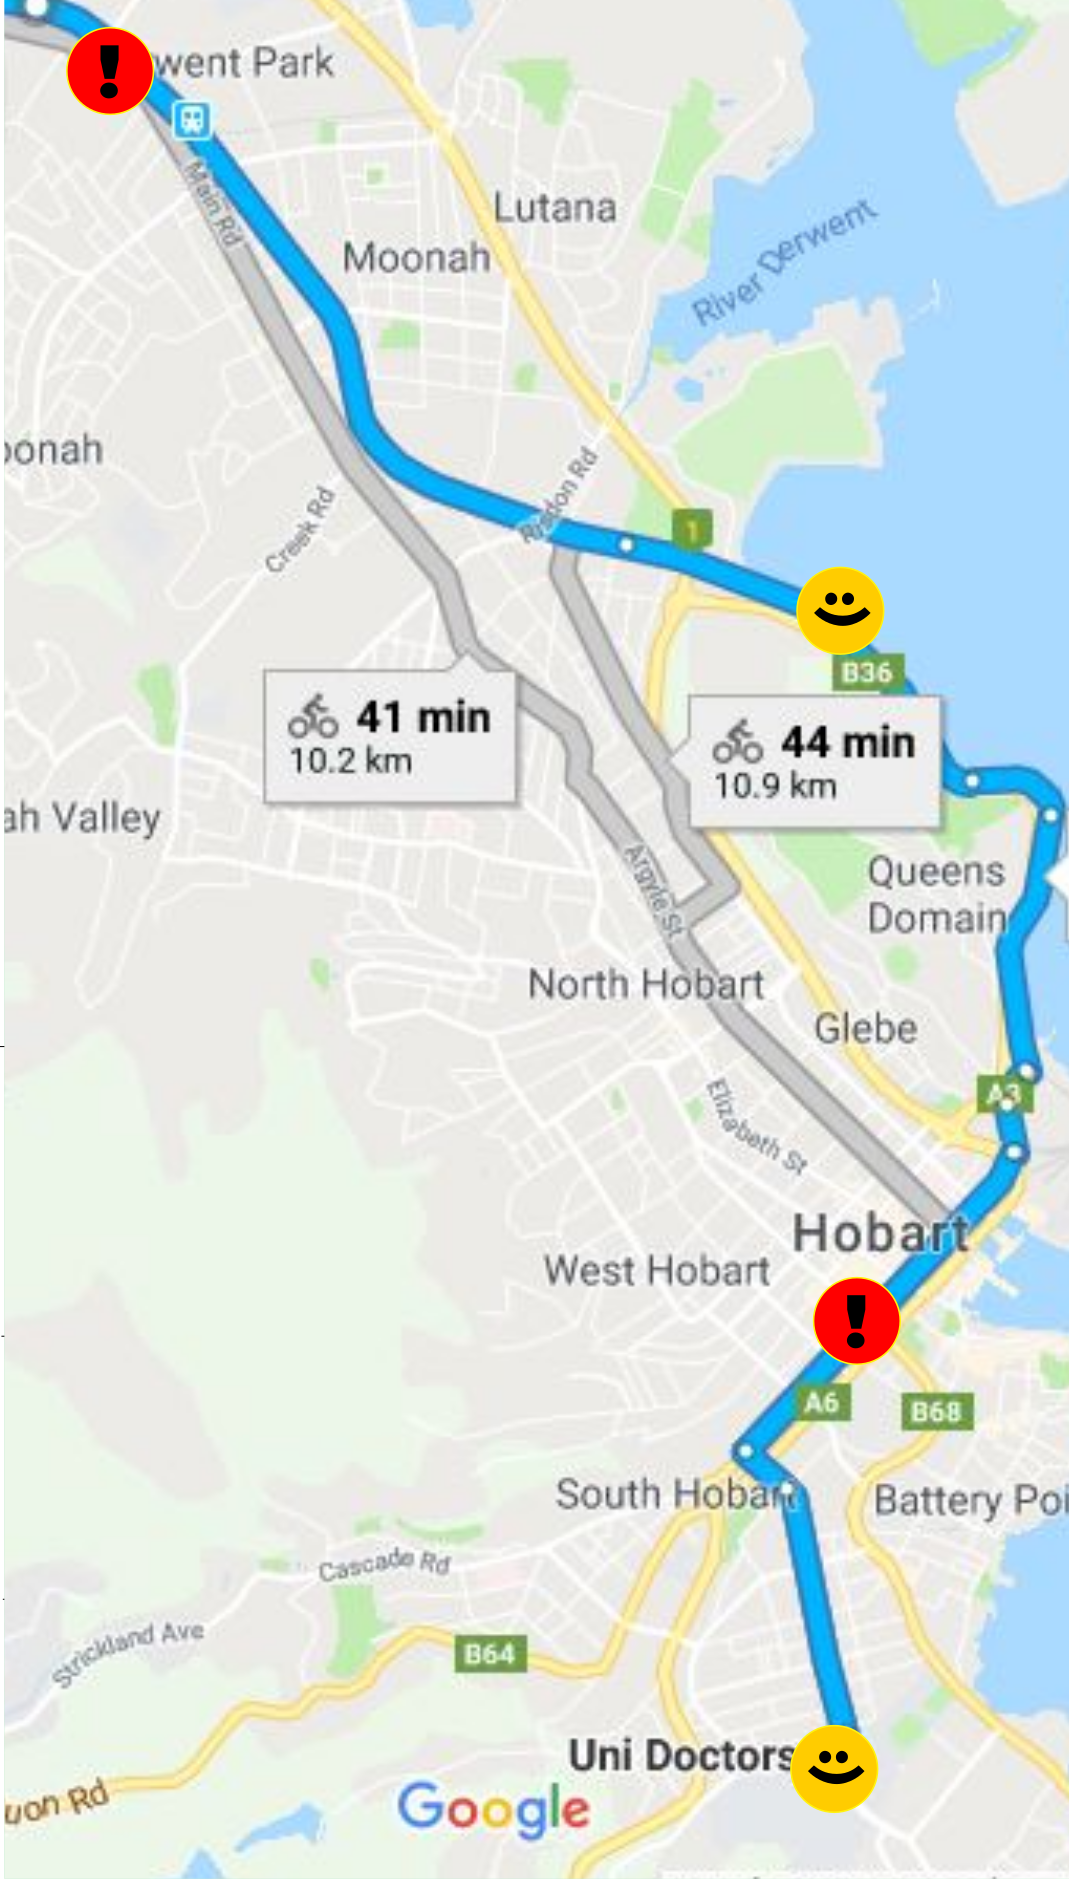 went Park
Main Rd
Lutana
Moonah
River Derwent
oonah
Creek Rd
Risdon Rd
1
B36
41 min
10.2 km
44 min
10.9 km
ah Valley
Argyle St
Queens
Domain
North Hobart
Glebe
A3
Elizabeth St
Hobart
West Hobart
A6
B68
South Hobart
Battery Poi
Cascade Rd
Strickland Ave
B64
Uni Doctors
uon Rd
Google